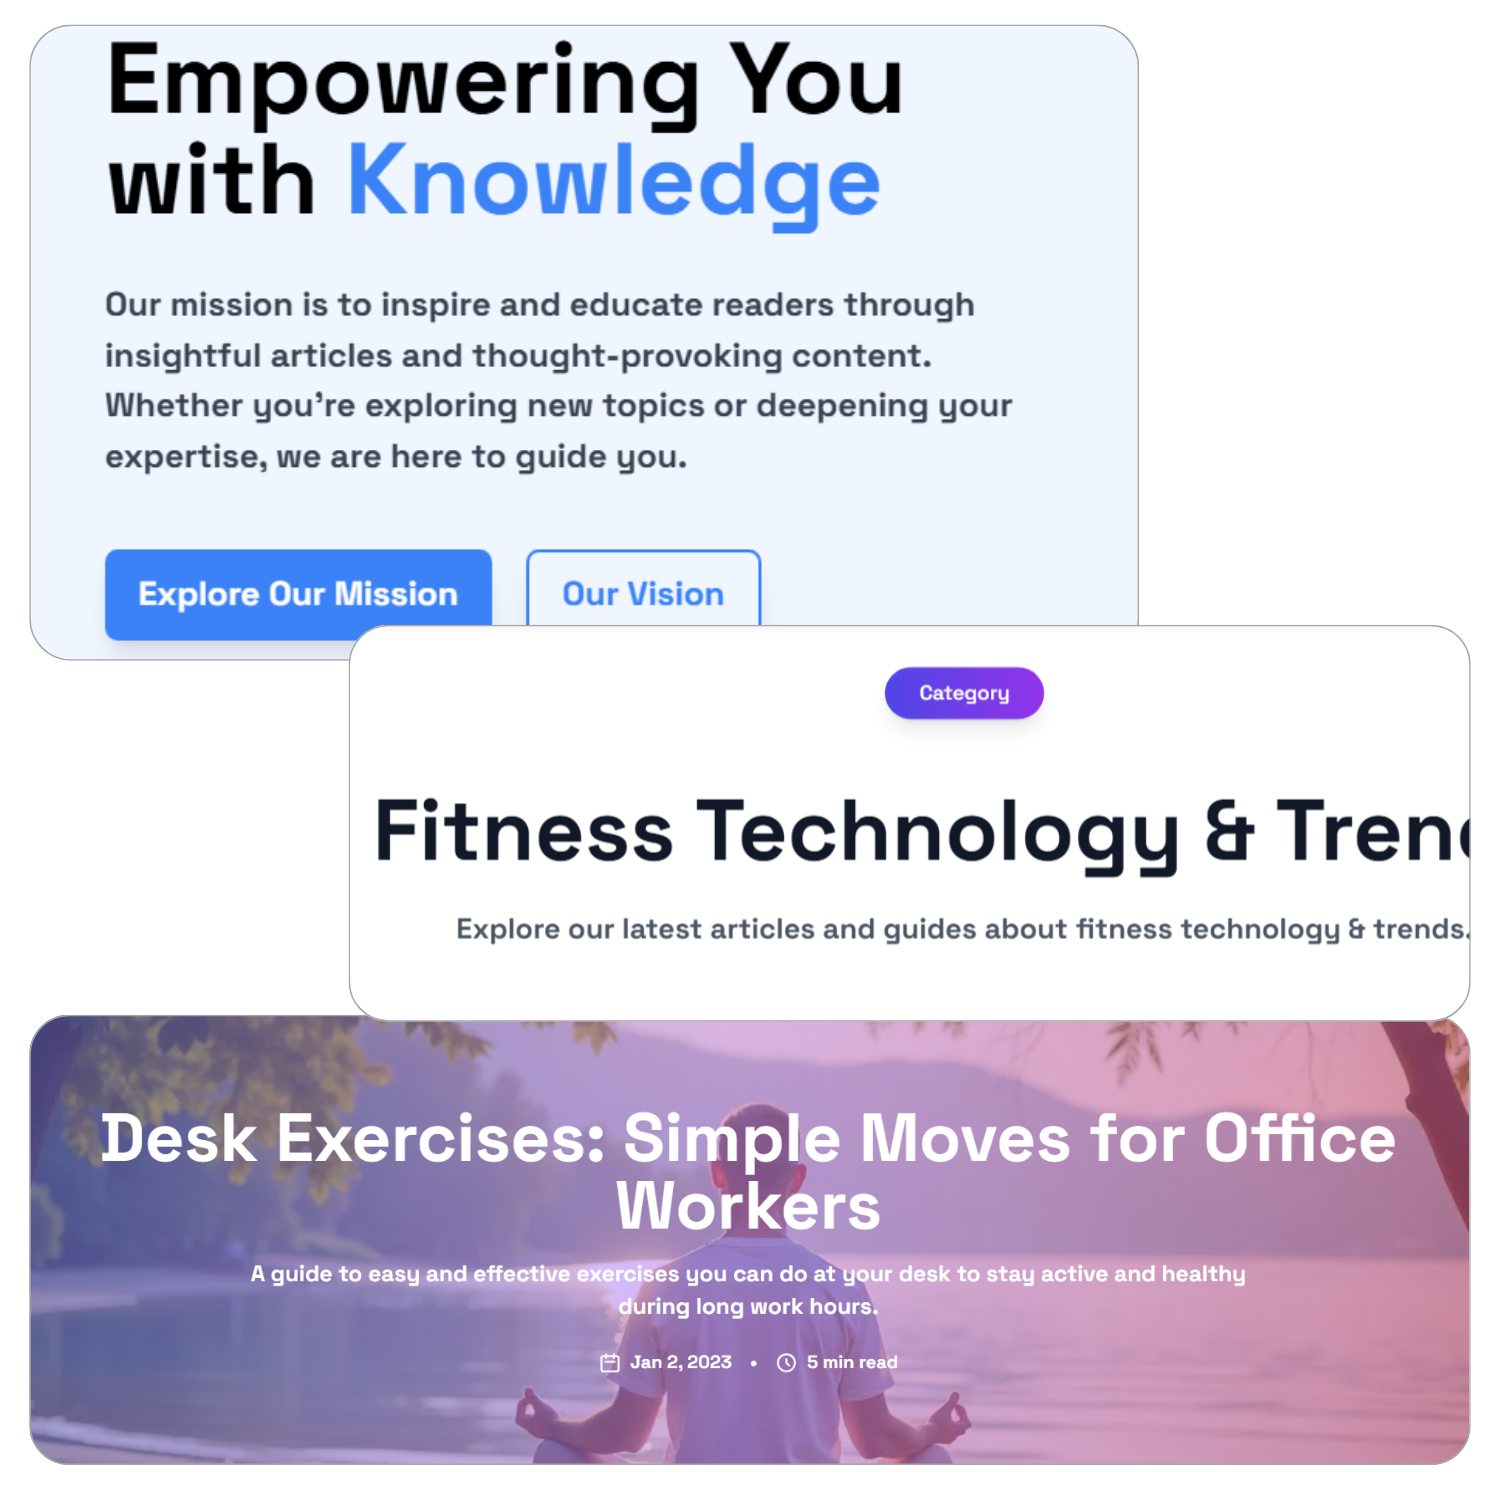 Empowering You
with Knowledge
Our mission is to inspire and educate readers through
insightful articles and thought-provoking content.
Whether you're exploring new topics or deepening your
expertise, we are here to guide you.
Explore Our Mission
Our Vision
Category
Fitness Technology & Tren
Explore our latest articles and guides about fitness technology & trends.
Desk Exercises: Simple Moves for Office
Workers
A guide to easy and effective exercises you can do at your desk to stay active and healthy
during long work hours.
Jan 2, 2023 • 5 min read